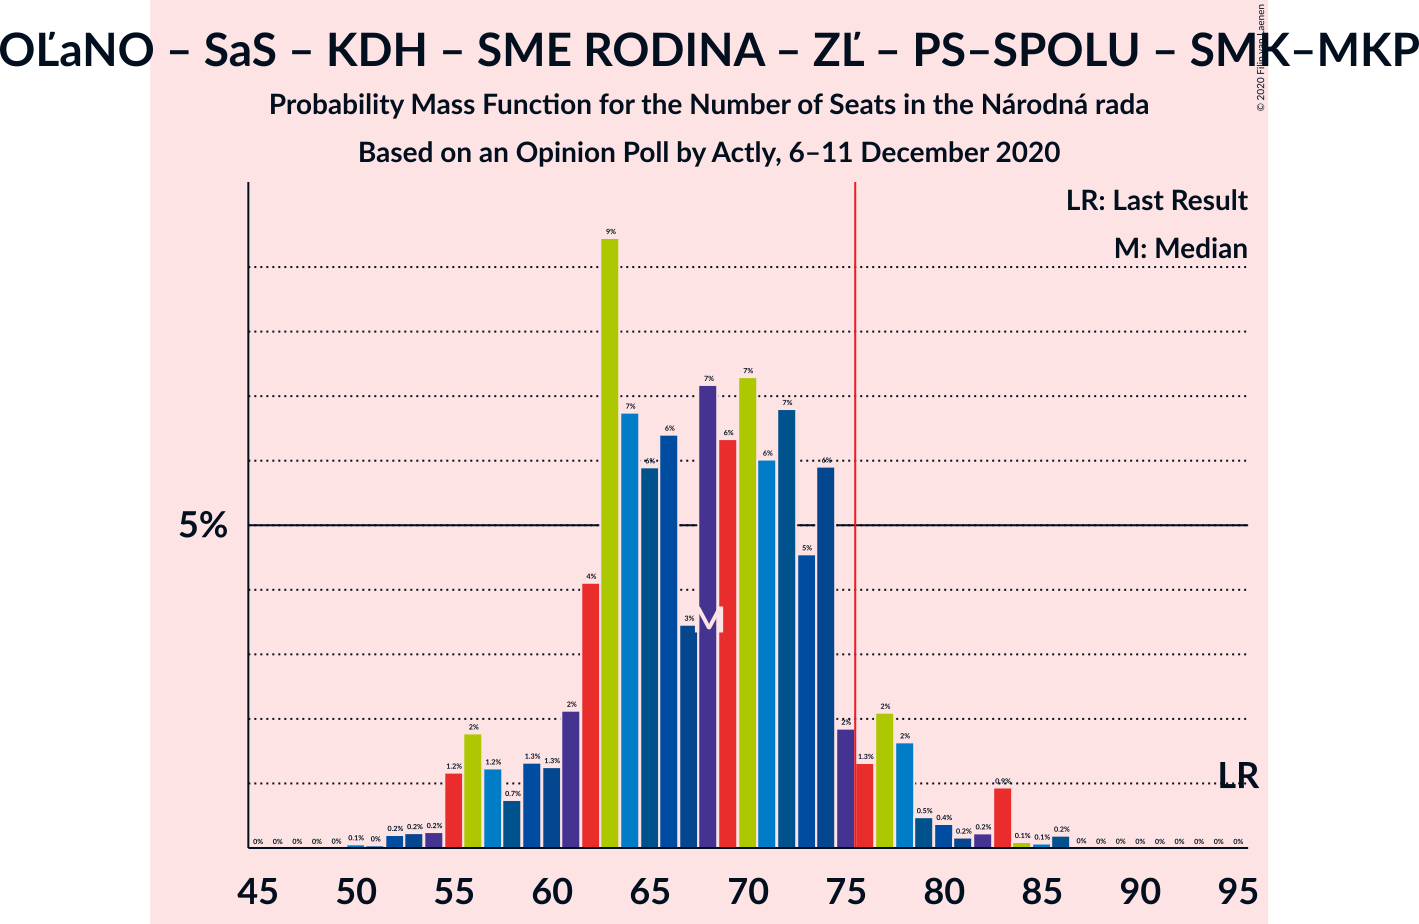 OĽaNO – SaS – KDH – SME RODINA – ZĽ – PS–SPOLU – SMK–MKP
© 2020 Filip van Laenen
Probability Mass Function for the Number of Seats in the Národná rada
Based on an Opinion Poll by Actly, 6–11 December 2020
LR: Last Result
M: Median
5%
0% 0% 0% 0% 0% 0.1% 0% 0.2% 0.2% 0.2% 1.2% 2% 1.2% 0.7% 1.3% 1.3% 2% 4% 9% 7% 6% 6% 3% 7% 6% 7% 6% 7% 5% 6% 2% 1.3% 2% 2% 0.5% 0.4% 0.2% 0.2% 0.9% 0.1% 0.1% 0.2% 0% 0% 0% 0% 0% 0% 0% 0% 0%
M
LR
45 50 55 60 65 70 75 80 85 90 95